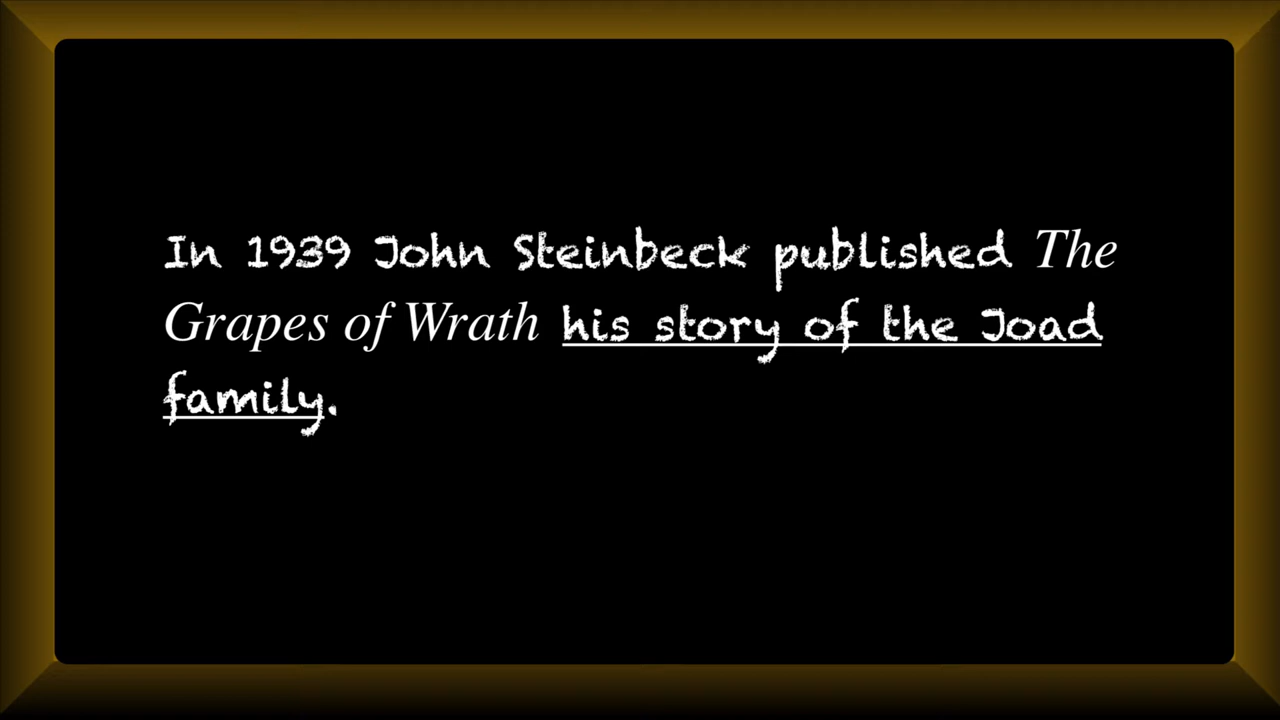 In 1939 John Steinbeck published The
Grapes of Wrath his story of the Joad
family.